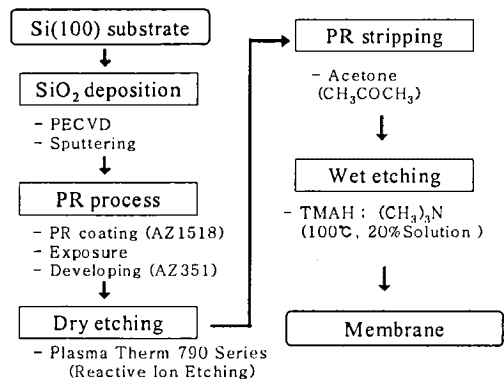 Si(100) substrate
SiO₂ deposition
- PECVD
- Sputtering
PR process
- PR coating (AZ1518)
- Exposure
- Developing (AZ351)
Dry etching
- Plasma Therm 790 Series
(Reactive Ion Etching)
PR stripping
- Acetone
(CH₃COCH₃)
Wet etching
- TMAH : (CH₃)₃N
(100℃, 20%Solution )
Membrane